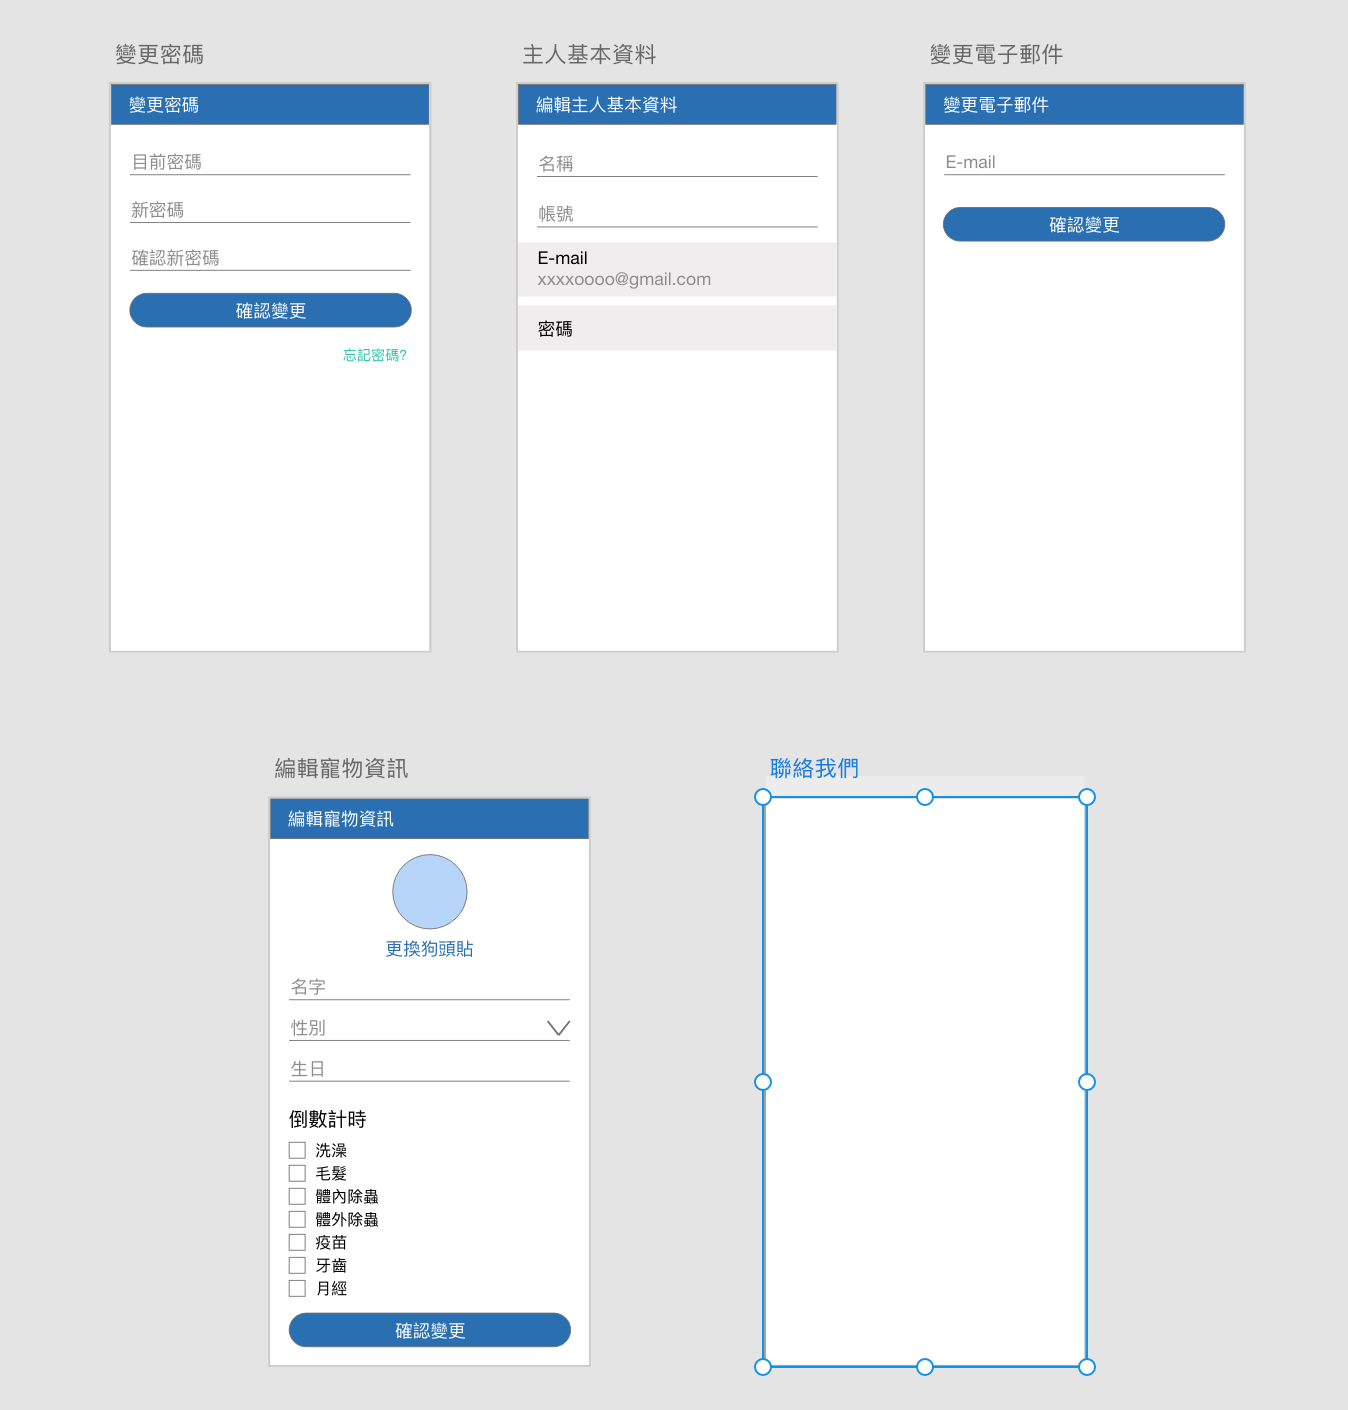 變更密碼
變更密碼
目前密碼
新密碼
確認新密碼
確認變更
忘記密碼?
主人基本資料
編輯主人基本資料
名稱
帳號
E-mail
xxxxoooo@gmail.com
密碼
變更電子郵件
變更電子郵件
E-mail
確認變更
編輯寵物資訊
編輯寵物資訊
更換狗頭貼
名字
性別
生日
倒數計時
洗澡
毛髮
體內除蟲
體外除蟲
疫苗
牙齒
月經
確認變更
聯絡我們